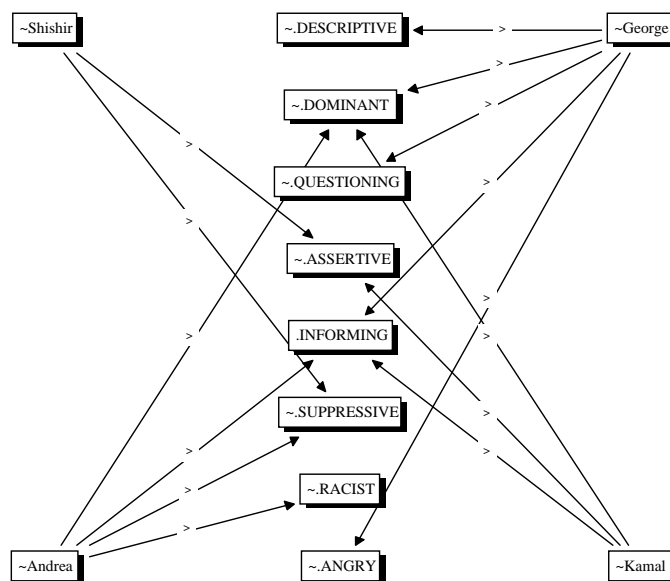 ~Shishir
~.DESCRIPTIVE
>
~George
>
~.DOMINANT
>
>
>
~.QUESTIONING
>
>
~.ASSERTIVE
>
.INFORMING
>
>
~.SUPPRESSIVE
>
>
>
>
~.RACIST
>
>
~Andrea
~.ANGRY
~Kamal